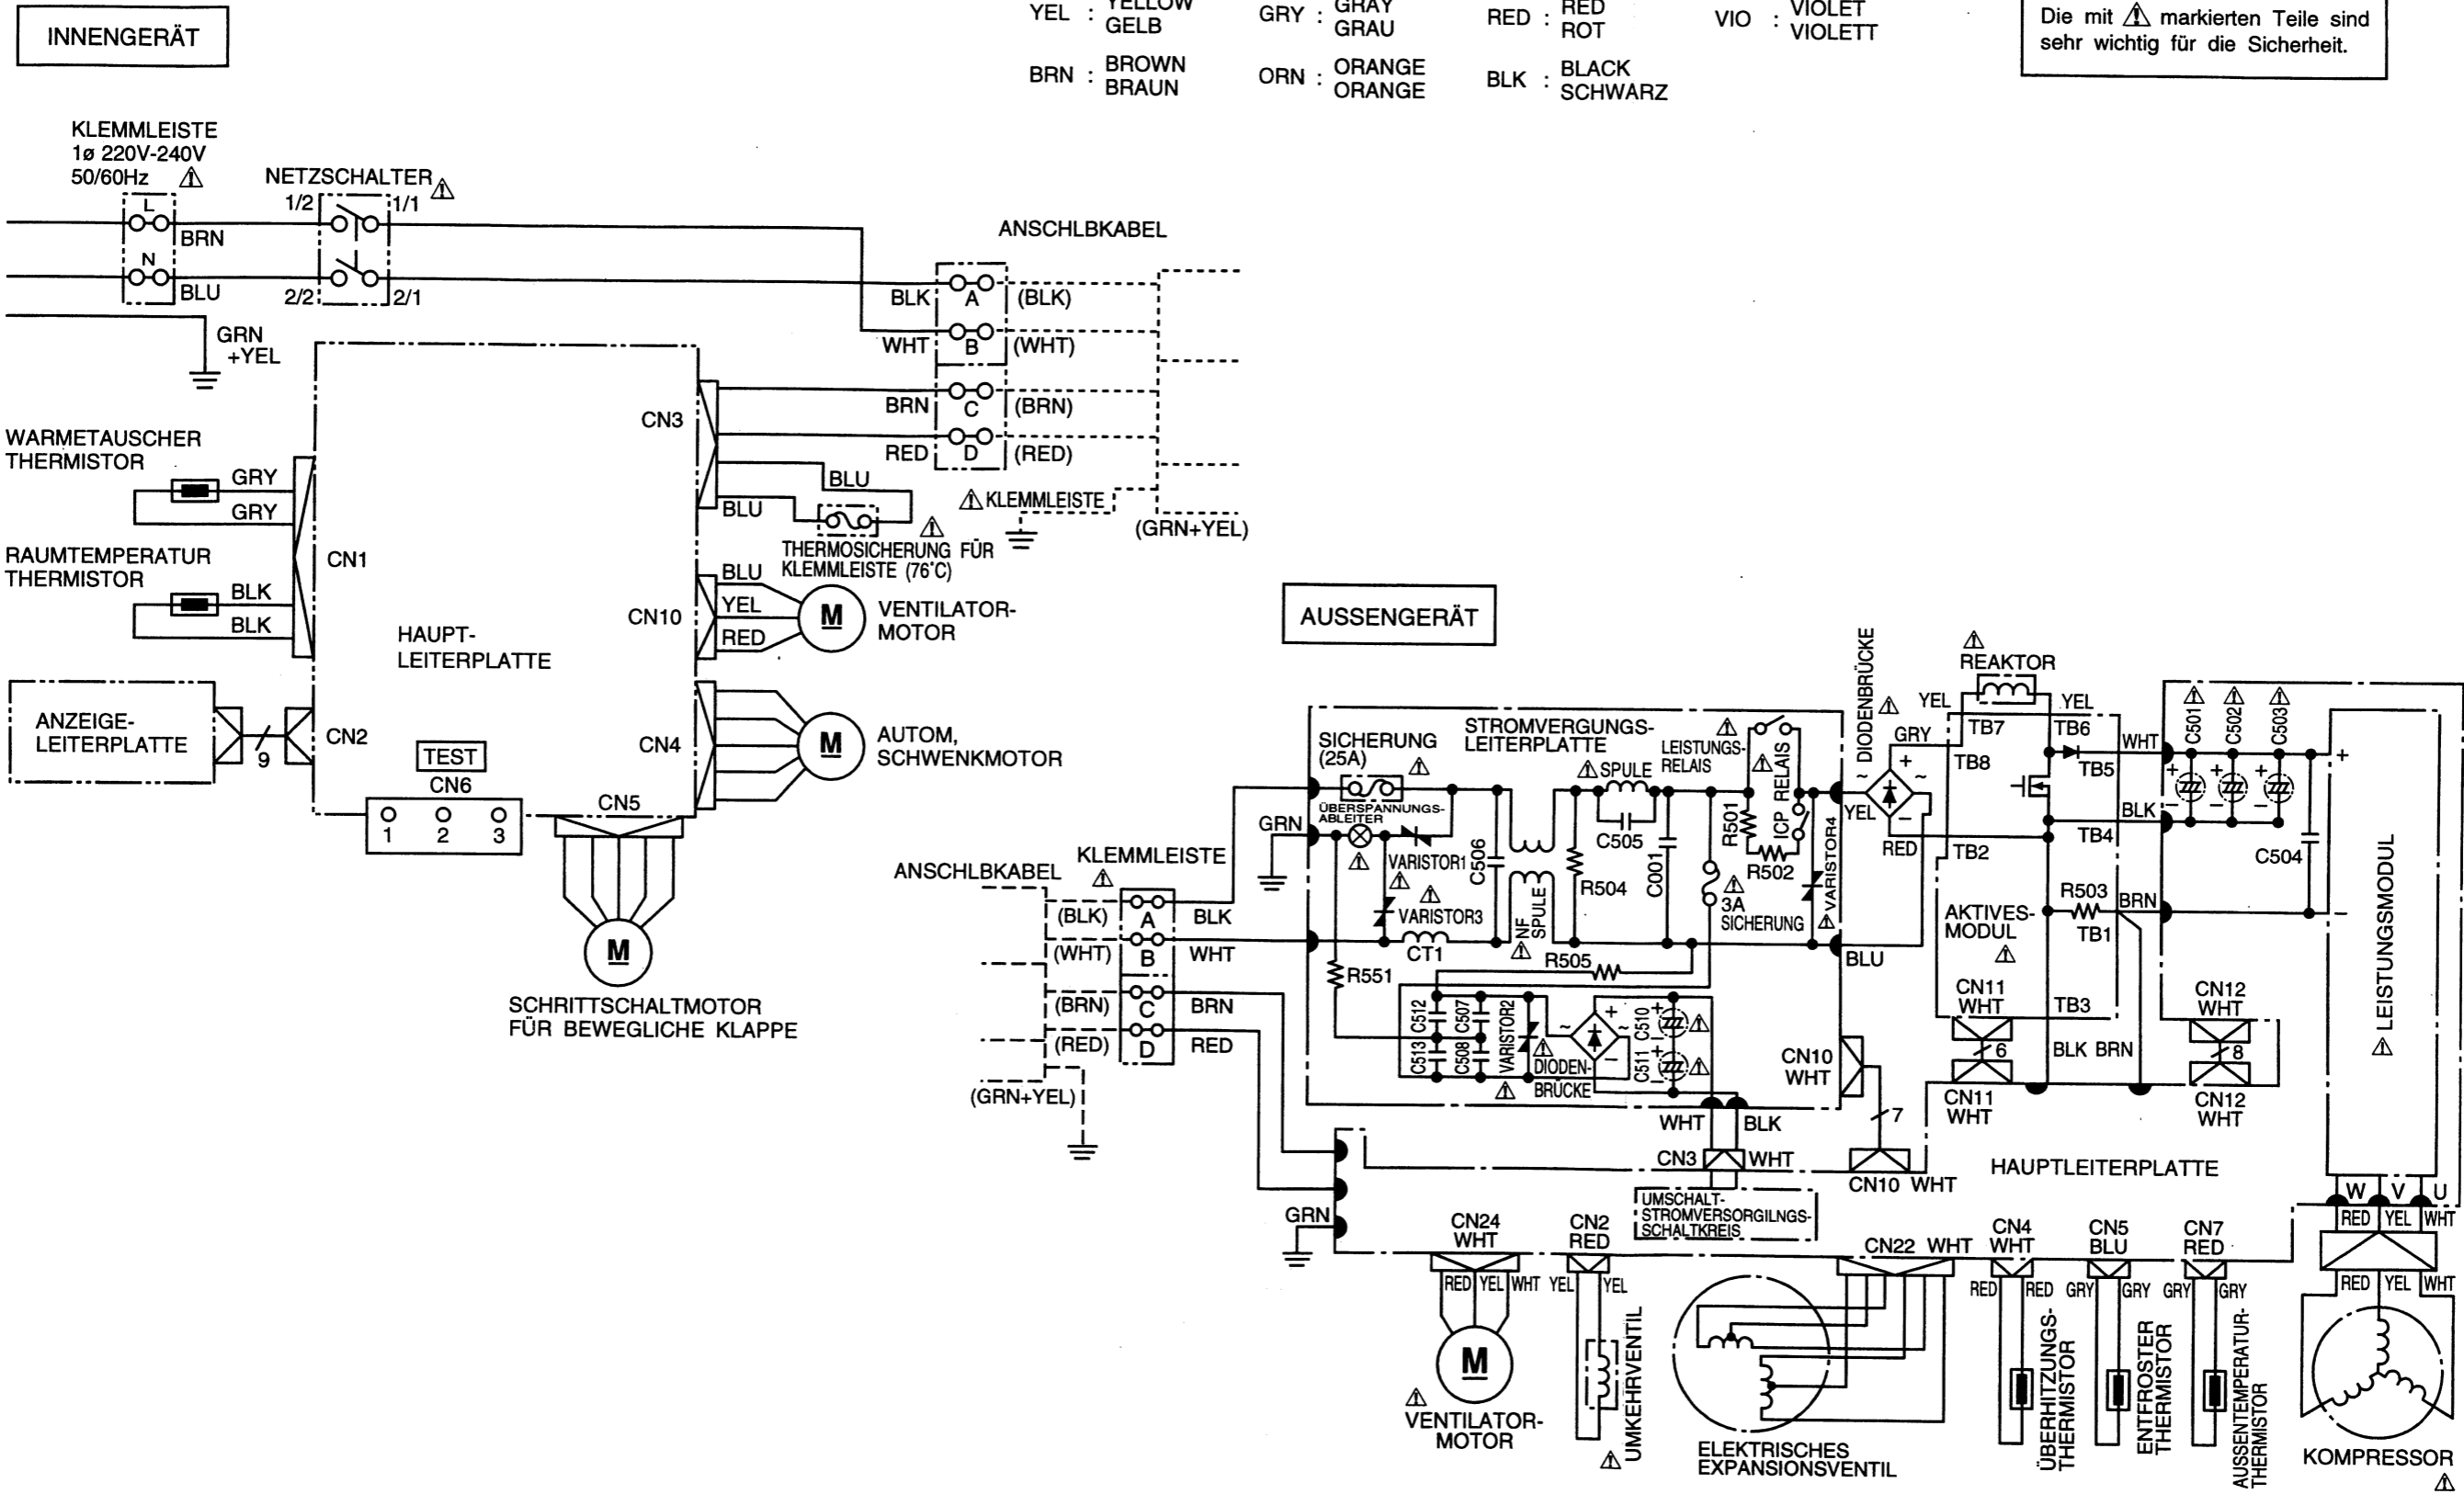 INNENGERÄT
YEL : YELLOW
GELB
GRY : GRAY
GRAU
RED : RED
ROT
VIO : VIOLET
VIOLETT
BRN : BROWN
BRAUN
ORN : ORANGE
ORANGE
BLK : BLACK
SCHWARZ
Die mit ⚠ markierten Teile sind
sehr wichtig für die Sicherheit.
KLEMMLEISTE
1ø 220V-240V
50/60Hz
NETZSCHALTER
L
BRN
N
BLU
1/2
1/1
2/2
2/1
GRN
+YEL
ANSCHLBKABEL
BLK
A
(BLK)
WHT
B
(WHT)
BRN
C
(BRN)
RED
D
(RED)
KLEMMLEISTE
(GRN+YEL)
WARMETAUSCHER
THERMISTOR
GRY
GRY
RAUMTEMPERATUR
THERMISTOR
BLK
BLK
CN1
CN3
BLU
BLU
THERMOSICHERUNG FÜR
KLEMMLEISTE (76°C)
HAUPT-
LEITERPLATTE
CN10
BLU
YEL
RED
M
VENTILATOR-
MOTOR
ANZEIGE-
LEITERPLATTE
9
CN2
TEST
CN6
1
2
3
CN5
CN4
M
AUTOM,
SCHWENKMOTOR
M
SCHRITTSCHALTMOTOR
FÜR BEWEGLICHE KLAPPE
AUSSENGERÄT
ANSCHLBKABEL
KLEMMLEISTE
(BLK)
A
BLK
(WHT)
B
WHT
(BRN)
C
BRN
(RED)
D
RED
(GRN+YEL)
GRN
SICHERUNG
(25A)
STROMVERGUNGS-
LEITERPLATTE
ÜBERSPANNUNGS-
ABLEITER
VARISTOR1
VARISTOR3
C506
CT1
NF
SPULE
R504
SPULE
C505
C001
LEISTUNGS-
RELAIS
R501
ICP RELAIS
R502
3A
SICHERUNG
VARISTOR4
R505
R551
C512
C507
C513
C508
VARISTOR2
DIODEN-
BRÜCKE
C510
C511
+
~
~
−
+
−
+
−
DIODENBRÜCKE
+
~
~
−
YEL
BLU
GRY
RED
REAKTOR
YEL
YEL
TB7
TB6
TB8
TB5
TB2
TB4
R503
TB1
TB3
AKTIVES-
MODUL
WHT
BLK
BRN
C501
C502
C503
+
−
+
−
+
−
C504
+
−
LEISTUNGSMODUL
CN11
WHT
6
CN11
WHT
BLK BRN
CN12
WHT
8
CN12
WHT
CN10
WHT
7
CN10 WHT
WHT
BLK
CN3
WHT
UMSCHALT-
STROMVERSORGILNGS-
SCHALTKREIS
HAUPTLEITERPLATTE
GRN
CN24
WHT
RED YEL WHT
M
VENTILATOR-
MOTOR
CN2
RED
YEL
YEL
UMKEHRVENTIL
CN22 WHT
ELEKTRISCHES
EXPANSIONSVENTIL
CN4
WHT
RED
RED
ÜBERHITZUNGS-
THERMISTOR
CN5
BLU
GRY
GRY
ENTFROSTER
THERMISTOR
CN7
RED
GRY
GRY
AUSSENTEMPERATUR-
THERMISTOR
W V U
RED YEL WHT
RED YEL WHT
KOMPRESSOR